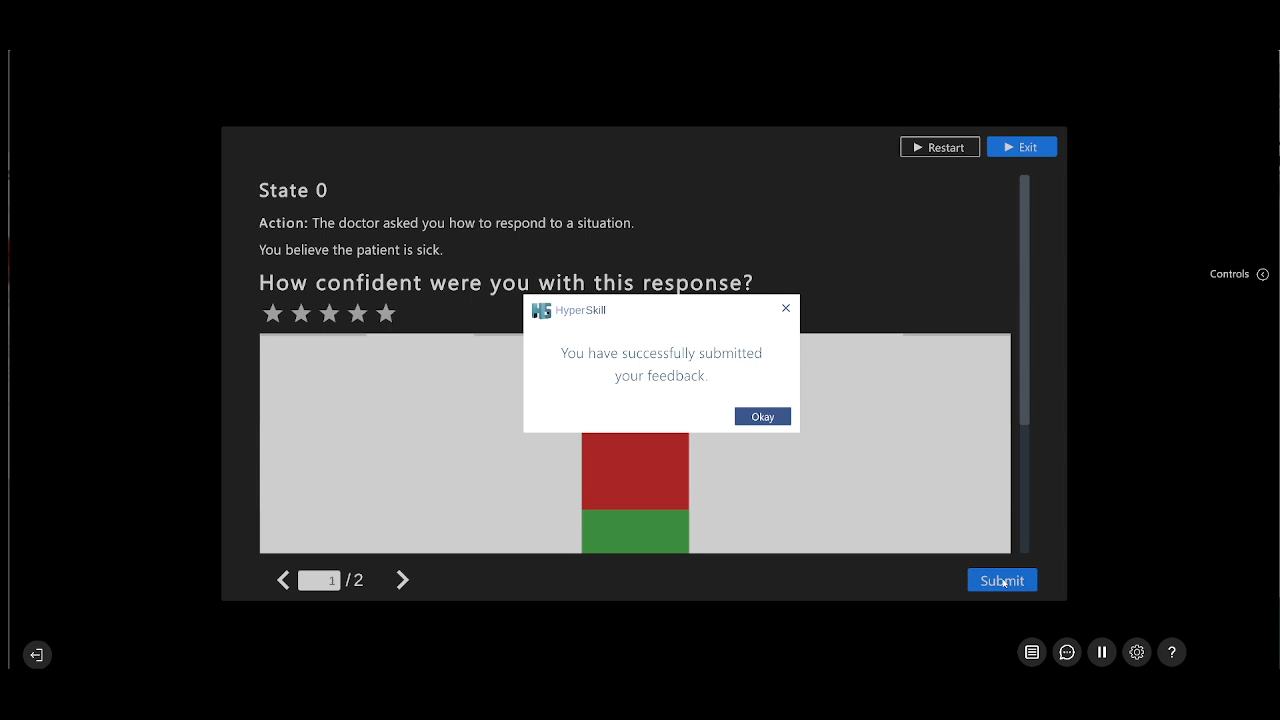 Restart
Exit
State 0
Action: The doctor asked you how to respond to a situation.
You believe the patient is sick.
How confident were you with this response?
Controls
HyperSkill
You have successfully submitted
your feedback.
Okay
1 / 2
Submit
?